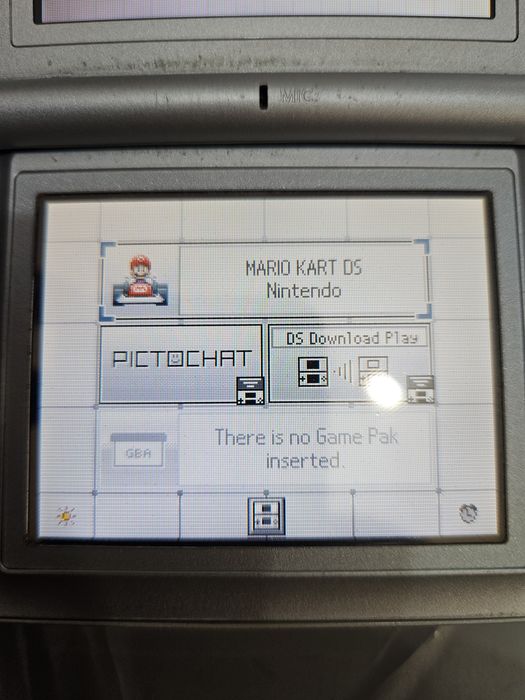 MIC.
MARIO KART DS
Nintendo
PICTOCHAT
DS Download Play
GBA
There is no Game Pak
inserted.